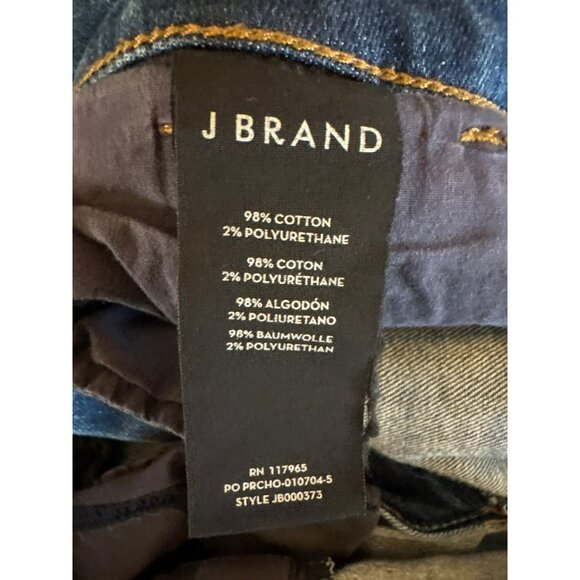 J BRAND
98% COTTON
2% POLYURETHANE
98% COTON
2% POLYURÉTHANE
98% ALGODÓN
2% POLIURETANO
98% BAUMWOLLE
2% POLYURETHAN
RN 117965
PO PRCHO-010704-5
STYLE JB000373